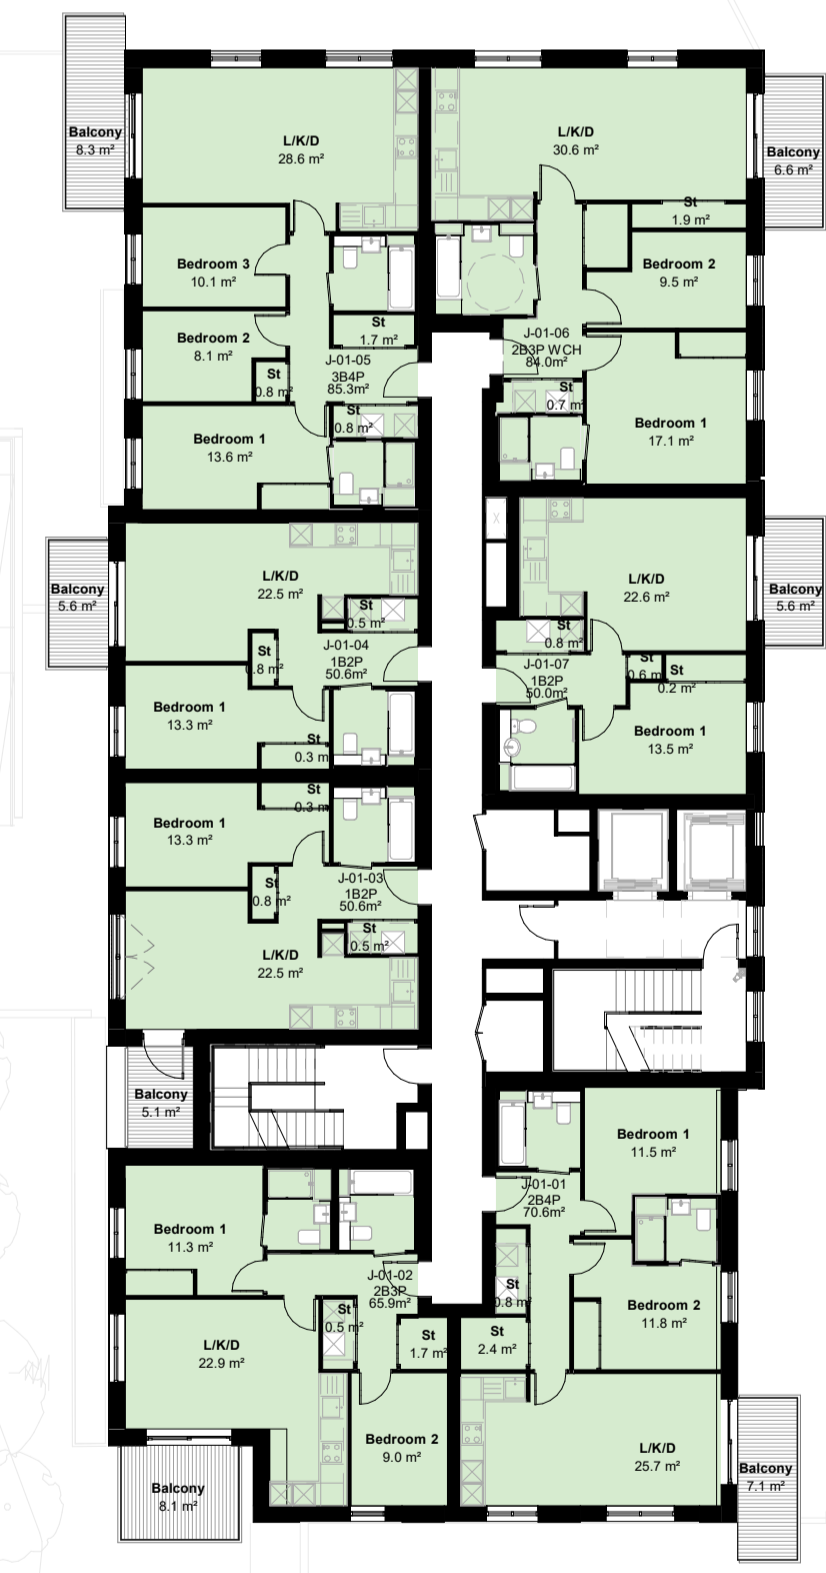 Balcony
8.3 m²
L/K/D
28.6 m²
L/K/D
30.6 m²
Balcony
6.6 m²
St
1.9 m²
Bedroom 3
10.1 m²
Bedroom 2
9.5 m²
St
1.7 m²
Bedroom 2
8.1 m²
J-01-05
3B4P
85.3m²
St
0.8 m²
J-01-06
2B3P WCH
84.0m²
St
0.7 m²
St
0.8 m²
Bedroom 1
13.6 m²
Bedroom 1
17.1 m²
Balcony
5.6 m²
L/K/D
22.5 m²
St
0.5 m²
L/K/D
22.6 m²
Balcony
5.6 m²
St
0.8 m²
J-01-04
1B2P
50.6m²
St
0.8 m²
J-01-07
1B2P
50.0m²
St
0.6 m
St
0.2 m²
Bedroom 1
13.3 m²
St
0.3 m
Bedroom 1
13.5 m²
St
0.3 m
Bedroom 1
13.3 m²
St
0.8 m²
J-01-03
1B2P
50.6m²
St
0.5 m²
L/K/D
22.5 m²
Balcony
5.1 m²
Bedroom 1
11.5 m²
J-01-01
2B4P
70.6m²
Bedroom 1
11.3 m²
J-01-02
2B3P
65.9m²
St
0.8 m²
Bedroom 2
11.8 m²
St
0.5 m²
St
1.7 m²
St
2.4 m²
L/K/D
22.9 m²
Bedroom 2
9.0 m²
L/K/D
25.7 m²
Balcony
8.1 m²
Balcony
7.1 m²